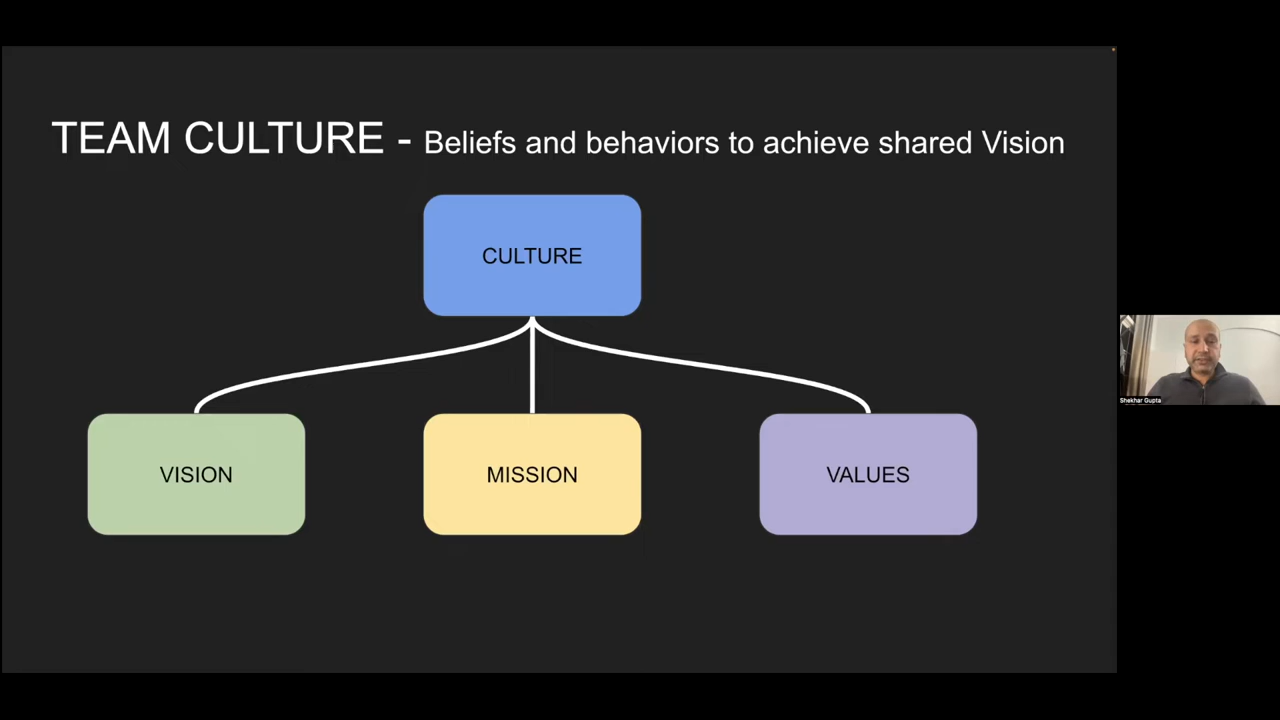 TEAM CULTURE - Beliefs and behaviors to achieve shared Vision
CULTURE
VISION
MISSION
VALUES
Shekhar Gupta